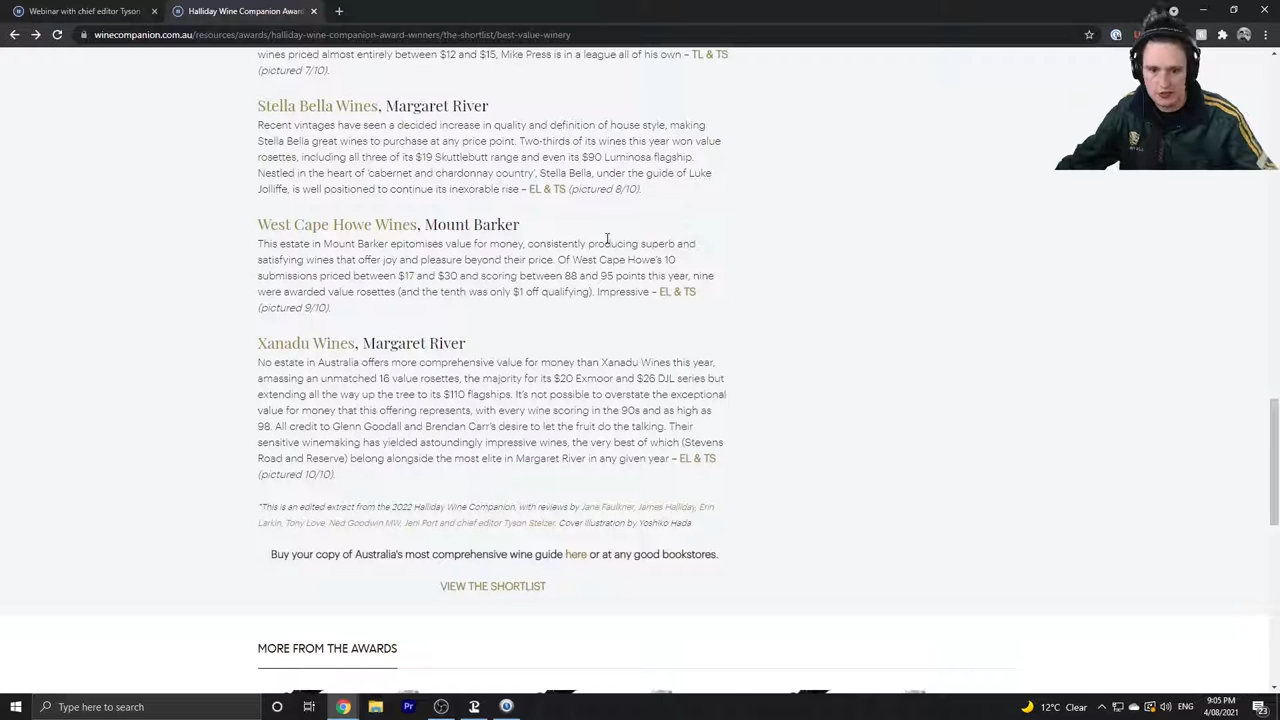 Webinar with chief editor Tyson
Halliday Wine Companion Award
winecompanion.com.au/resources/awards/halliday-wine-companion-award-winners/the-shortlist/best-value-winery
wines priced almost entirely between $12 and $15, Mike Press is in a league all of his own – TL & TS
(pictured 7/10).
Stella Bella Wines, Margaret River
Recent vintages have seen a decided increase in quality and definition of house style, making
Stella Bella great wines to purchase at any price point. Two-thirds of its wines this year won value
rosettes, including all three of its $19 Skuttlebutt range and even its $90 Luminosa flagship.
Nestled in the heart of 'cabernet and chardonnay country', Stella Bella, under the guide of Luke
Jolliffe, is well positioned to continue its inexorable rise – EL & TS (pictured 8/10).
West Cape Howe Wines, Mount Barker
This estate in Mount Barker epitomises value for money, consistently producing superb and
satisfying wines that offer joy and pleasure beyond their price. Of West Cape Howe's 10
submissions priced between $17 and $30 and scoring between 88 and 95 points this year, nine
were awarded value rosettes (and the tenth was only $1 off qualifying). Impressive – EL & TS
(pictured 9/10).
Xanadu Wines, Margaret River
No estate in Australia offers more comprehensive value for money than Xanadu Wines this year,
amassing an unmatched 16 value rosettes, the majority for its $20 Exmoor and $26 DJL series but
extending all the way up the tree to its $110 flagships. It's not possible to overstate the exceptional
value for money that this offering represents, with every wine scoring in the 90s and as high as
98. All credit to Glenn Goodall and Brendan Carr's desire to let the fruit do the talking. Their
sensitive winemaking has yielded astoundingly impressive wines, the very best of which (Stevens
Road and Reserve) belong alongside the most elite in Margaret River in any given year – EL & TS
(pictured 10/10).
*This is an edited extract from the 2022 Halliday Wine Companion, with reviews by Jane Faulkner, James Halliday, Erin
Larkin, Tony Love, Ned Goodwin MW, Jeni Port and chief editor Tyson Stelzer. Cover illustration by Yoshiko Hada.
Buy your copy of Australia's most comprehensive wine guide here or at any good bookstores.
VIEW THE SHORTLIST
MORE FROM THE AWARDS
Type here to search
12°C Clear
9:05 PM
4/08/2021
23